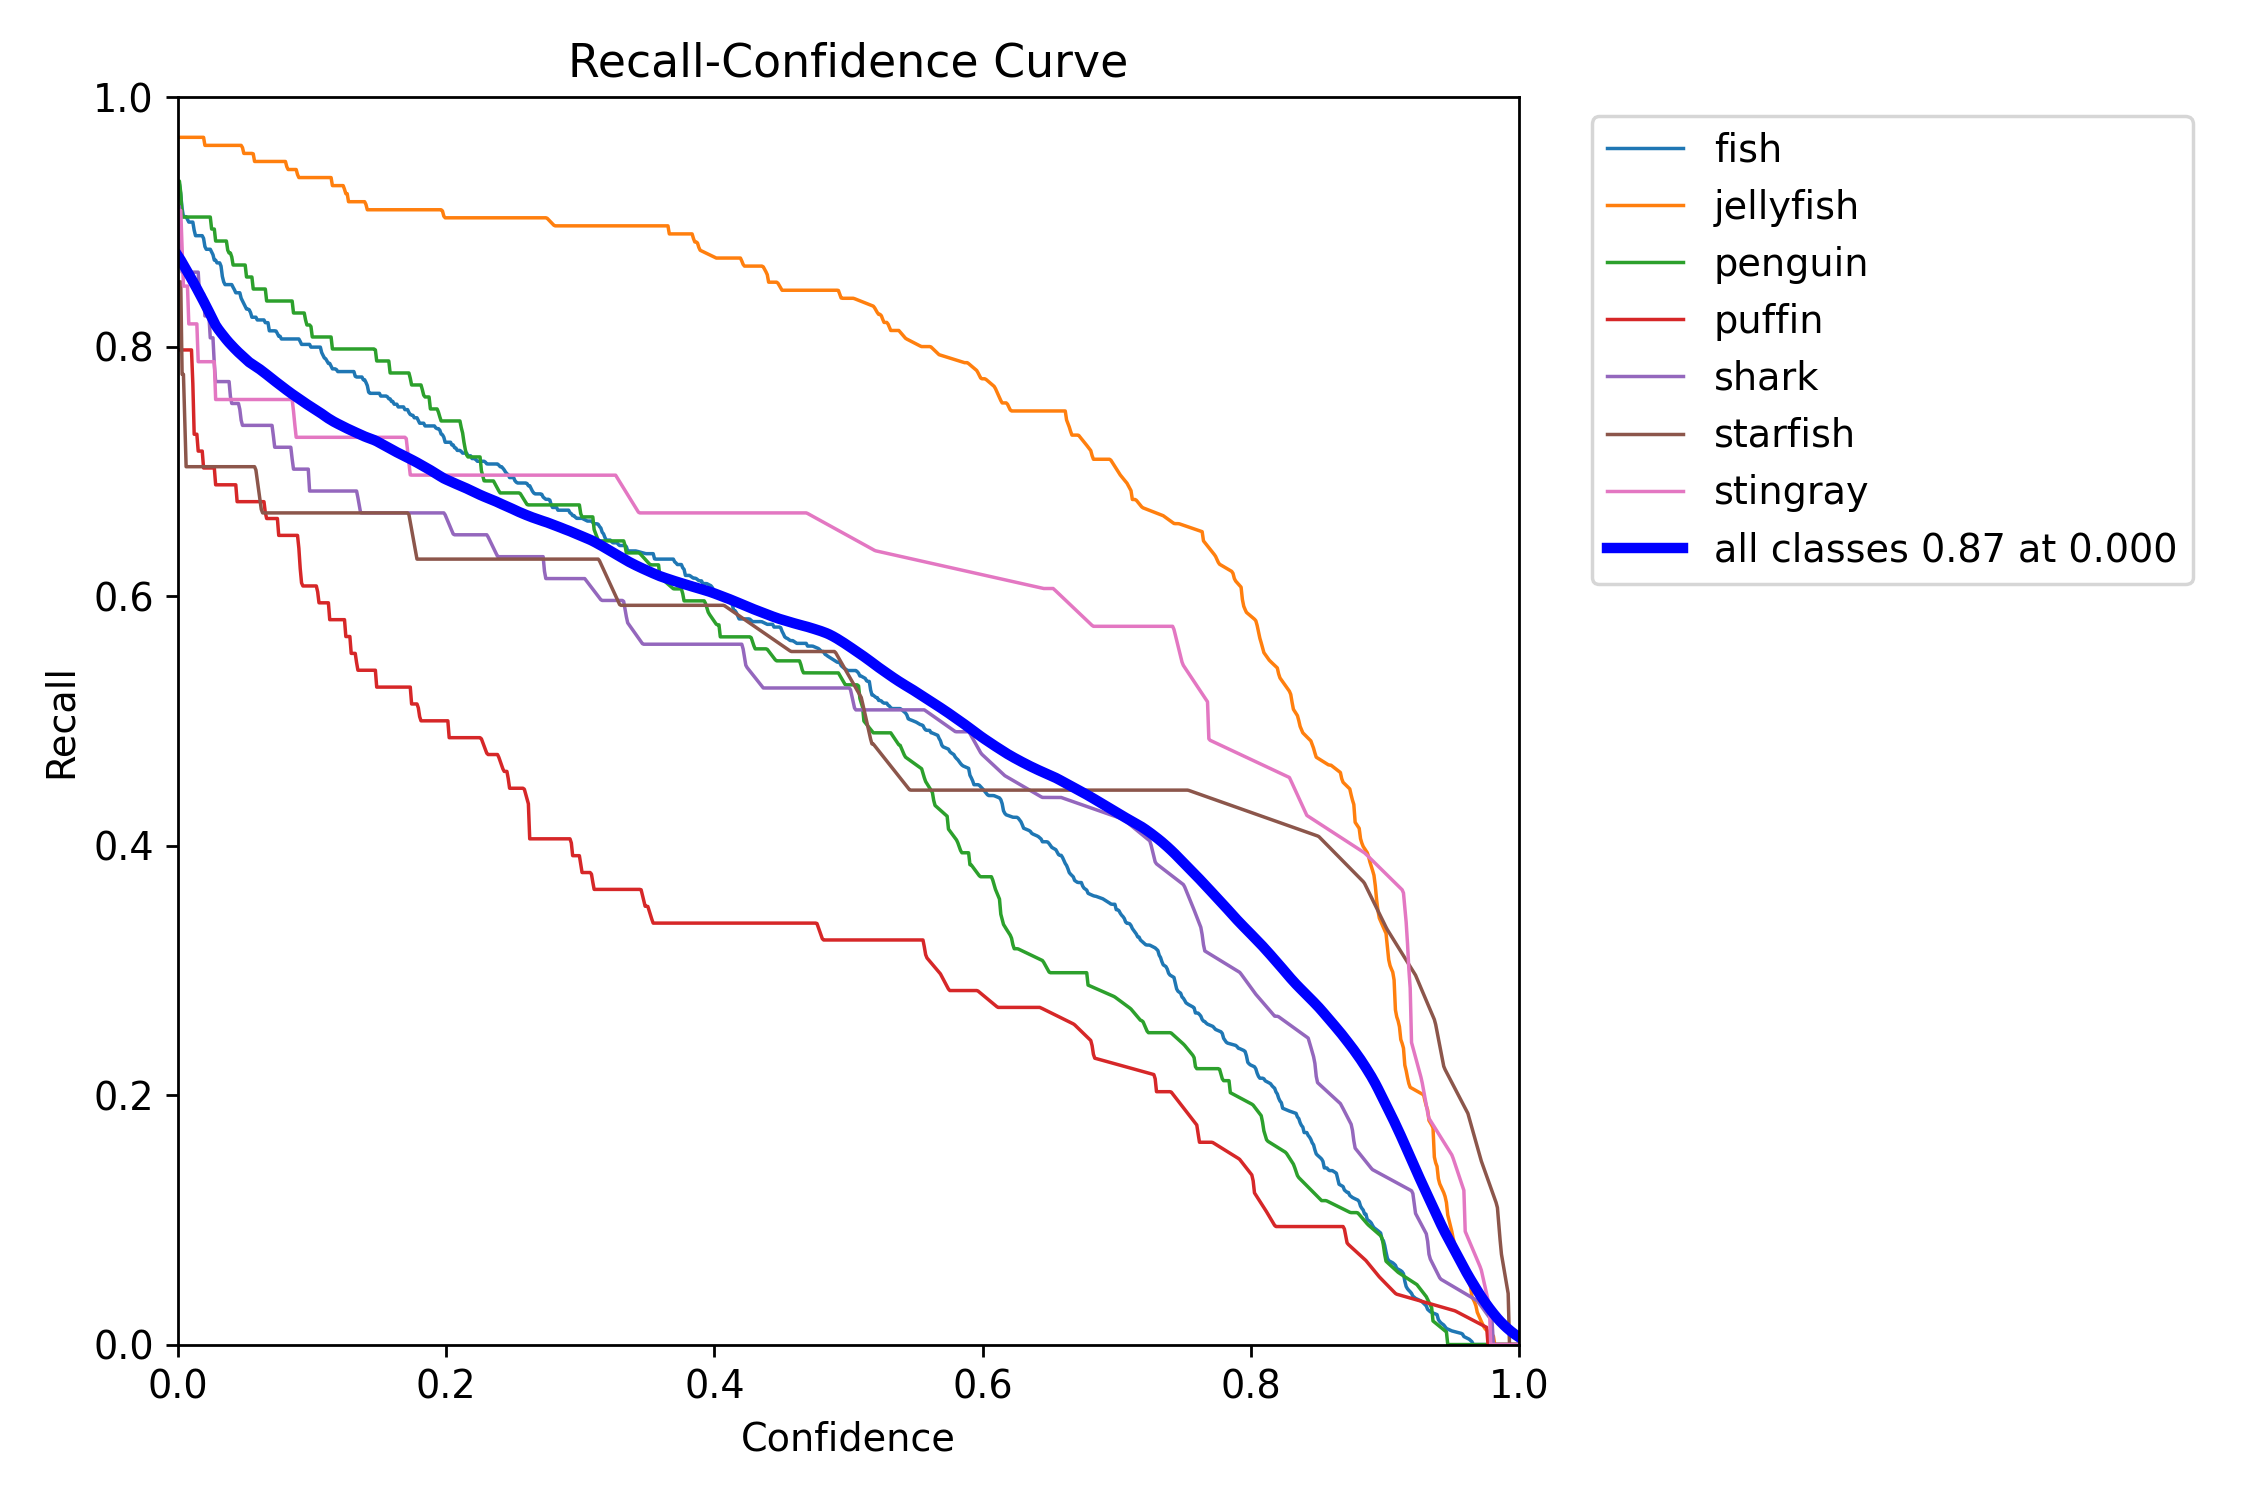 Recall-Confidence Curve
1.0
0.8
0.6
0.4
0.2
0.0
Recall
0.0 0.2 0.4 0.6 0.8 1.0
Confidence
fish
jellyfish
penguin
puffin
shark
starfish
stingray
all classes 0.87 at 0.000